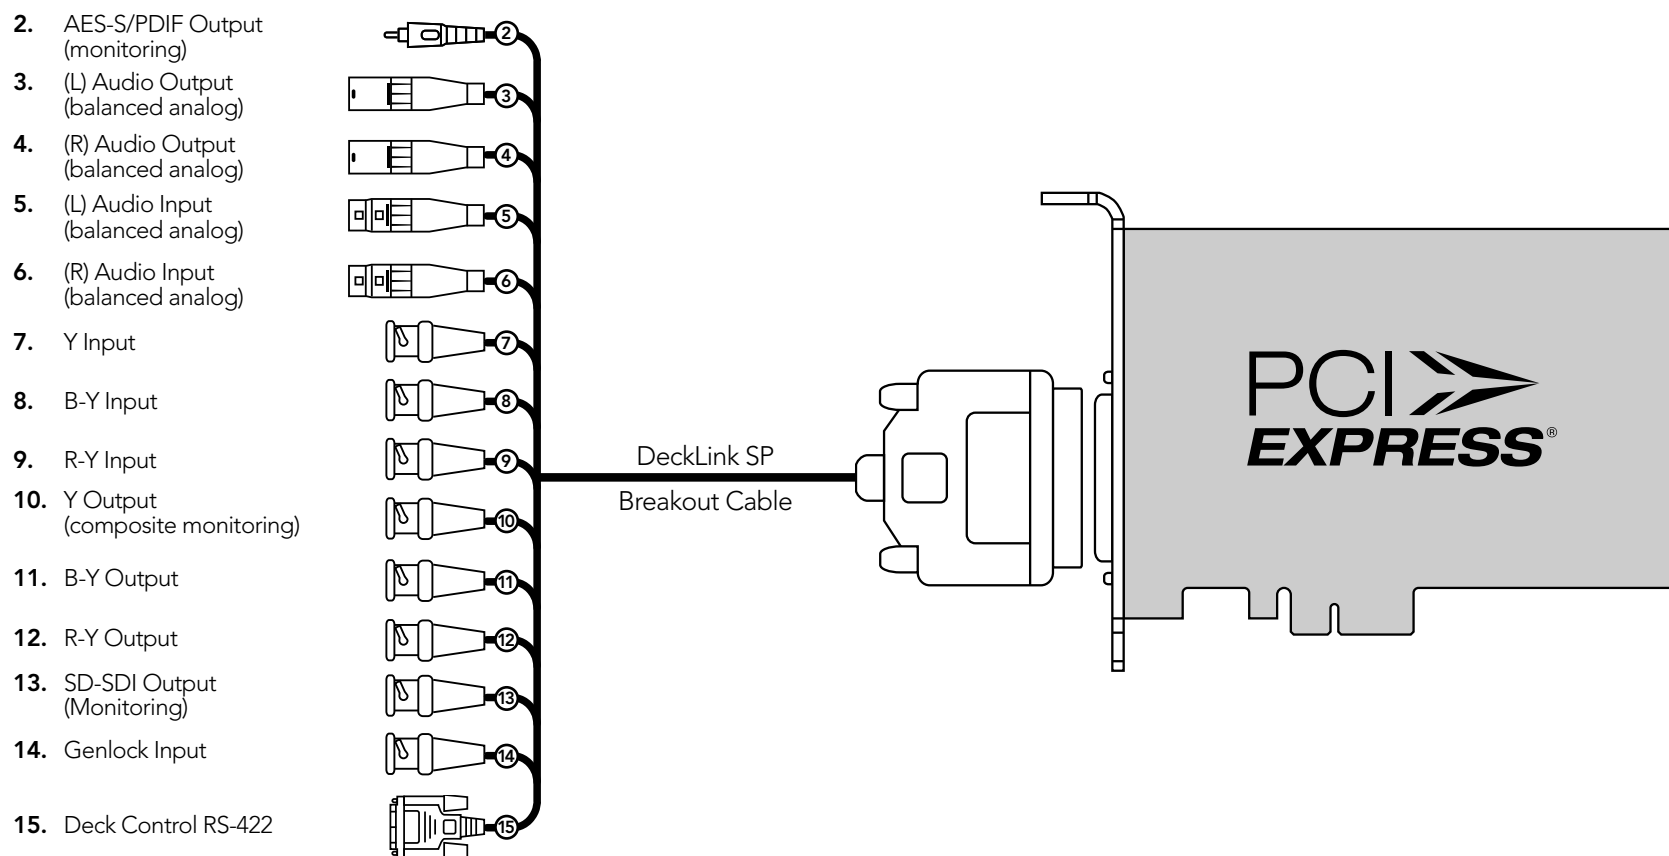 2. AES-S/PDIF Output
(monitoring)
3. (L) Audio Output
(balanced analog)
4. (R) Audio Output
(balanced analog)
5. (L) Audio Input
(balanced analog)
6. (R) Audio Input
(balanced analog)
7. Y Input
8. B-Y Input
9. R-Y Input
10. Y Output
(composite monitoring)
11. B-Y Output
12. R-Y Output
13. SD-SDI Output
(Monitoring)
14. Genlock Input
15. Deck Control RS-422
2
3
4
5
6
7
8
9
10
11
12
13
14
15
DeckLink SP
Breakout Cable
PCI
EXPRESS®